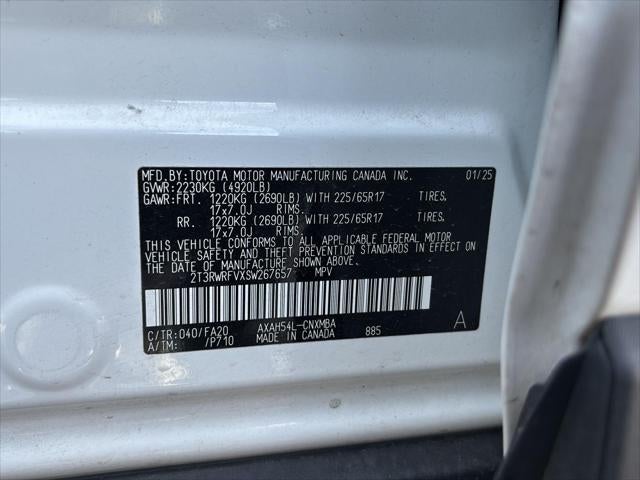 MFD.BY:TOYOTA MOTOR MANUFACTURING CANADA INC. 01/25
GVWR:2230KG (4920LB)
GAWR:FRT. 1220KG (2690LB) WITH 225/65R17 TIRES.
17x7.0J RIMS.
RR. 1220KG (2690LB) WITH 225/65R17 TIRES.
17x7.0J RIMS.
THIS VEHICLE CONFORMS TO ALL APPLICABLE FEDERAL MOTOR
VEHICLE SAFETY AND THEFT PREVENTION STANDARDS IN EFFECT ON
THE DATE OF MANUFACTURE SHOWN ABOVE.
2T3RWRFVXSW267657 MPV
C/TR:040/FA20 AXAH54L-CNXMBA A
A/TM: /P710 MADE IN CANADA 885